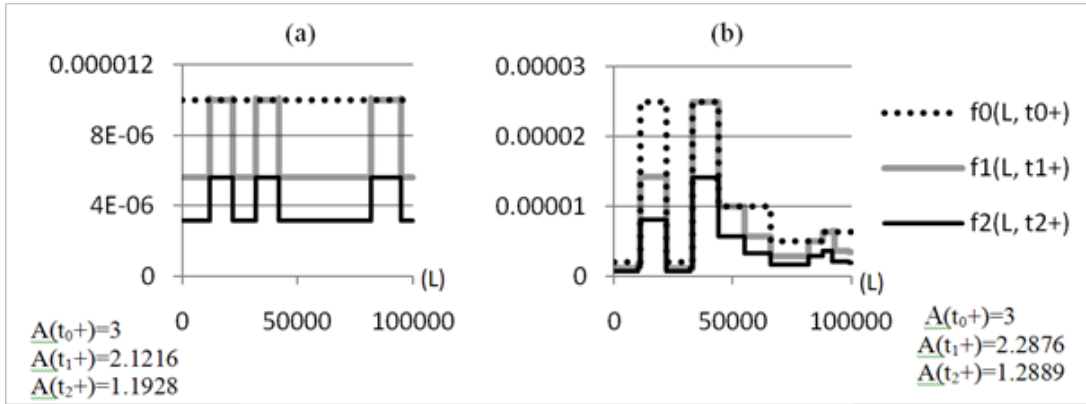 (a)
0.000012
8E-06
4E-06
0
(L)
0 50000 100000
A(t₀+)=3
A(t₁+)=2.1216
A(t₂+)=1.1928
(b)
0.00003
0.00002
0.00001
0
(L)
0 50000 100000
A(t₀+)=3
A(t₁+)=2.2876
A(t₂+)=1.2889
f0(L, t0+)
f1(L, t1+)
f2(L, t2+)